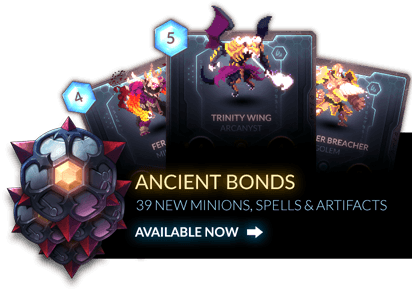 5
4
TRINITY WING
ARCANYST
ANCIENT BONDS
39 NEW MINIONS, SPELLS & ARTIFACTS
AVAILABLE NOW